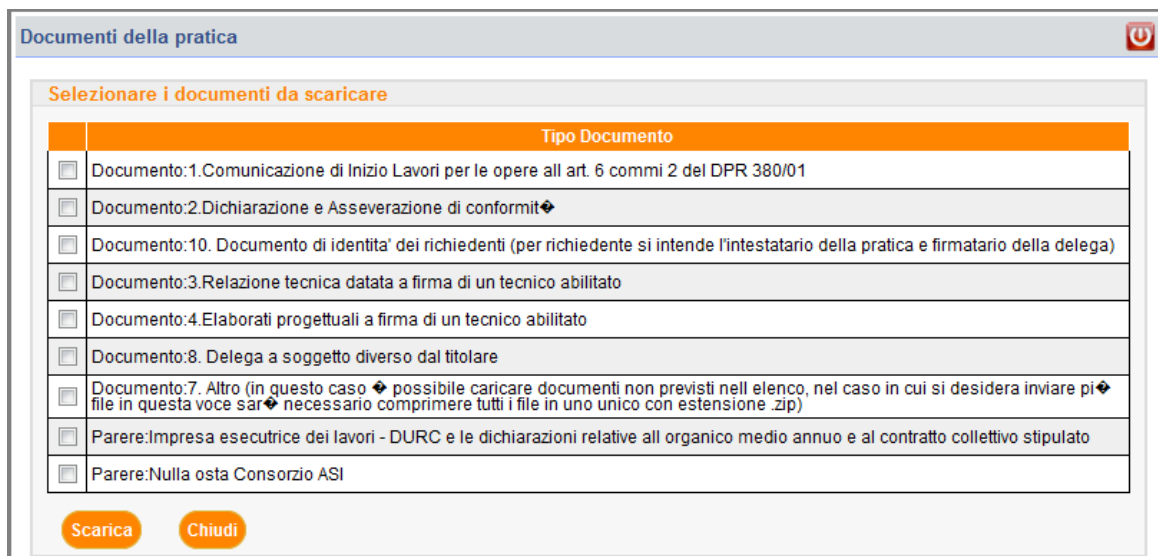 Documenti della pratica
Selezionare i documenti da scaricare
Tipo Documento
Documento:1.Comunicazione di Inizio Lavori per le opere all art. 6 commi 2 del DPR 380/01
Documento:2.Dichiarazione e Asseverazione di conformit�
Documento:10. Documento di identita' dei richiedenti (per richiedente si intende l'intestatario della pratica e firmatario della delega)
Documento:3.Relazione tecnica datata a firma di un tecnico abilitato
Documento:4.Elaborati progettuali a firma di un tecnico abilitato
Documento:8. Delega a soggetto diverso dal titolare
Documento:7. Altro (in questo caso � possibile caricare documenti non previsti nell elenco, nel caso in cui si desidera inviare pi�
file in questa voce sar� necessario comprimere tutti i file in uno unico con estensione .zip)
Parere:Impresa esecutrice dei lavori - DURC e le dichiarazioni relative all organico medio annuo e al contratto collettivo stipulato
Parere:Nulla osta Consorzio ASI
Scarica Chiudi